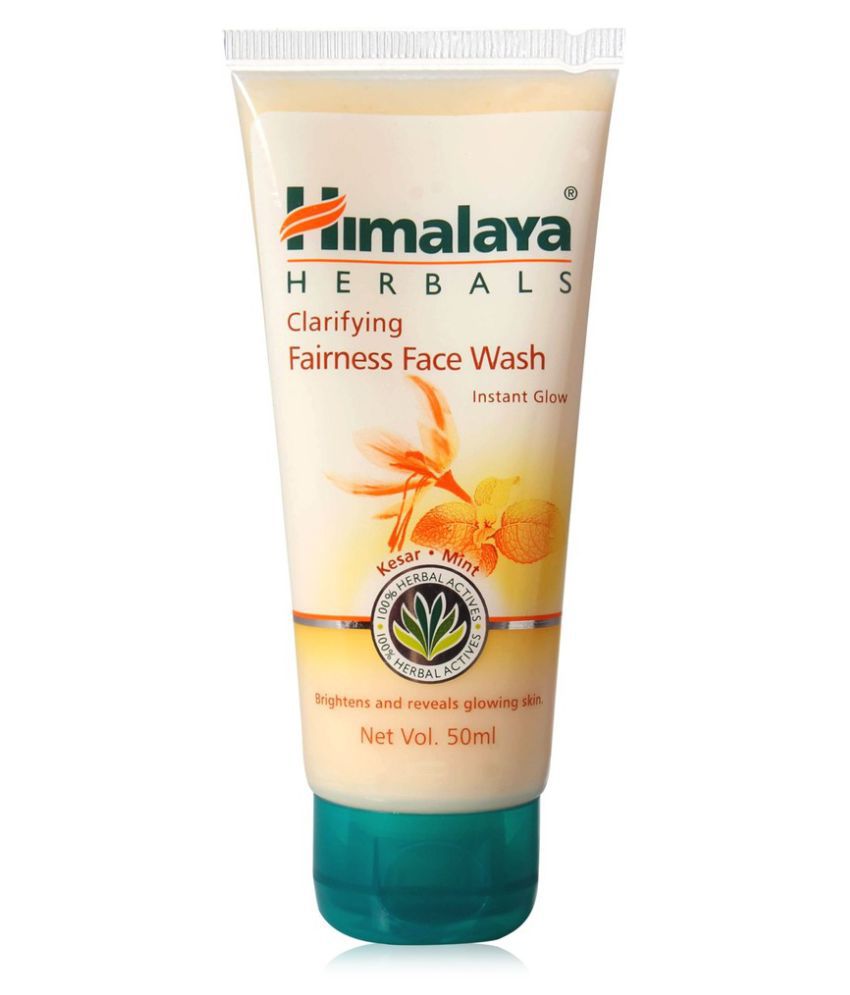 Himalaya®
HERBALS
Clarifying
Fairness Face Wash
Instant Glow
Kesar • Mint
100% HERBAL ACTIVES •
100% HERBAL ACTIVES •
Brightens and reveals glowing skin.
Net Vol. 50ml